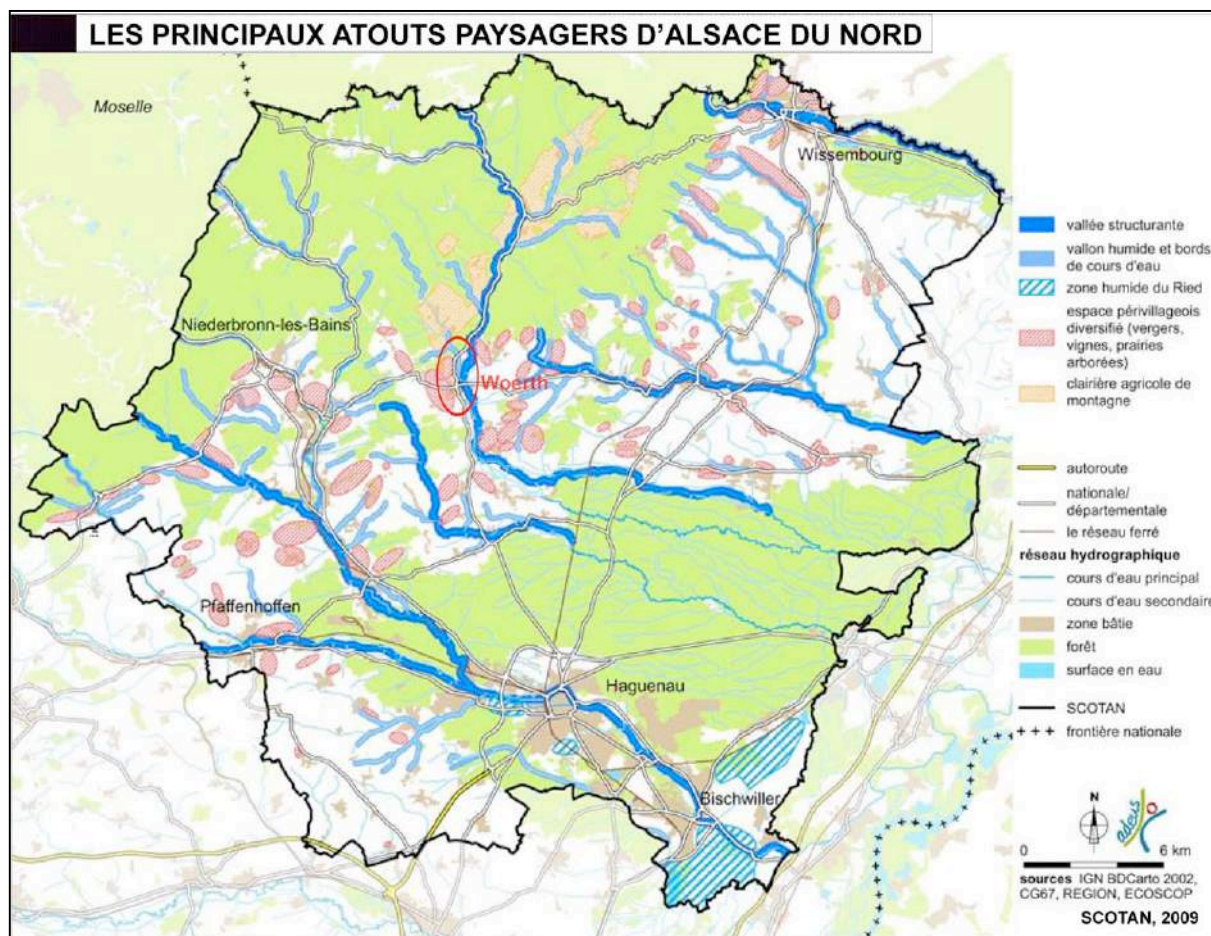 LES PRINCIPAUX ATOUTS PAYSAGERS D'ALSACE DU NORD
Moselle
Wissembourg
Niederbronn-les-Bains
Woerth
Pfaffenhoffen
Haguenau
Bischwiller
vallée structurante
vallon humide et bords
de cours d'eau
zone humide du Ried
espace périvillageois
diversifié (vergers,
vignes, prairies
arborées)
clairière agricole de
montagne
autoroute
nationale/
départementale
le réseau ferré
réseau hydrographique
cours d'eau principal
cours d'eau secondaire
zone bâtie
forêt
surface en eau
SCOTAN
frontière nationale
N
adeus
0 6 km
sources IGN BDCarto 2002,
CG67, REGION, ECOSCOP
SCOTAN, 2009